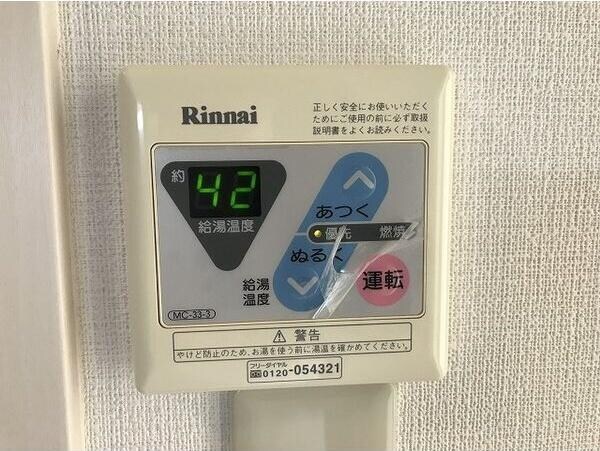 Rinnai
正しく安全にお使いいただく
ためにご使用の前に必ず取扱
説明書をよくお読みください。
約
42
給湯温度
あつく
優先 燃焼
ぬるく
給湯
温度
運転
MC-33-3
警告
やけど防止のため、お湯を使う前に湯温を確かめてください。
フリーダイヤル
0120-054321